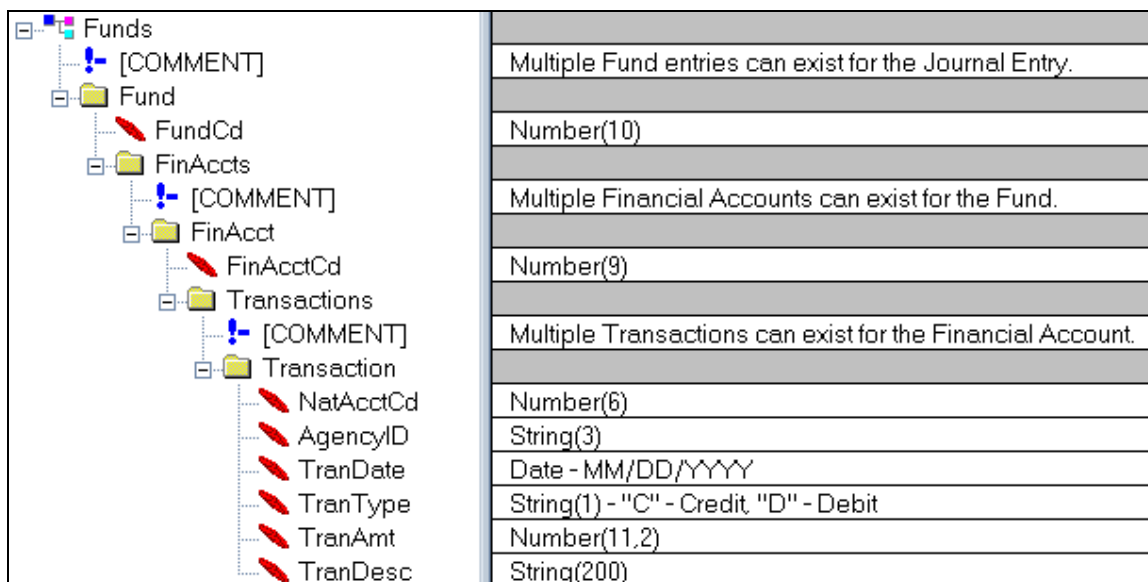 Funds
[COMMENT] Multiple Fund entries can exist for the Journal Entry.
Fund
FundCd Number(10)
FinAccts
[COMMENT] Multiple Financial Accounts can exist for the Fund.
FinAcct
FinAcctCd Number(9)
Transactions
[COMMENT] Multiple Transactions can exist for the Financial Account.
Transaction
NatAcctCd Number(6)
AgencyID String(3)
TranDate Date - MM/DD/YYYY
TranType String(1) - "C" - Credit, "D" - Debit
TranAmt Number(11,2)
TranDesc String(200)